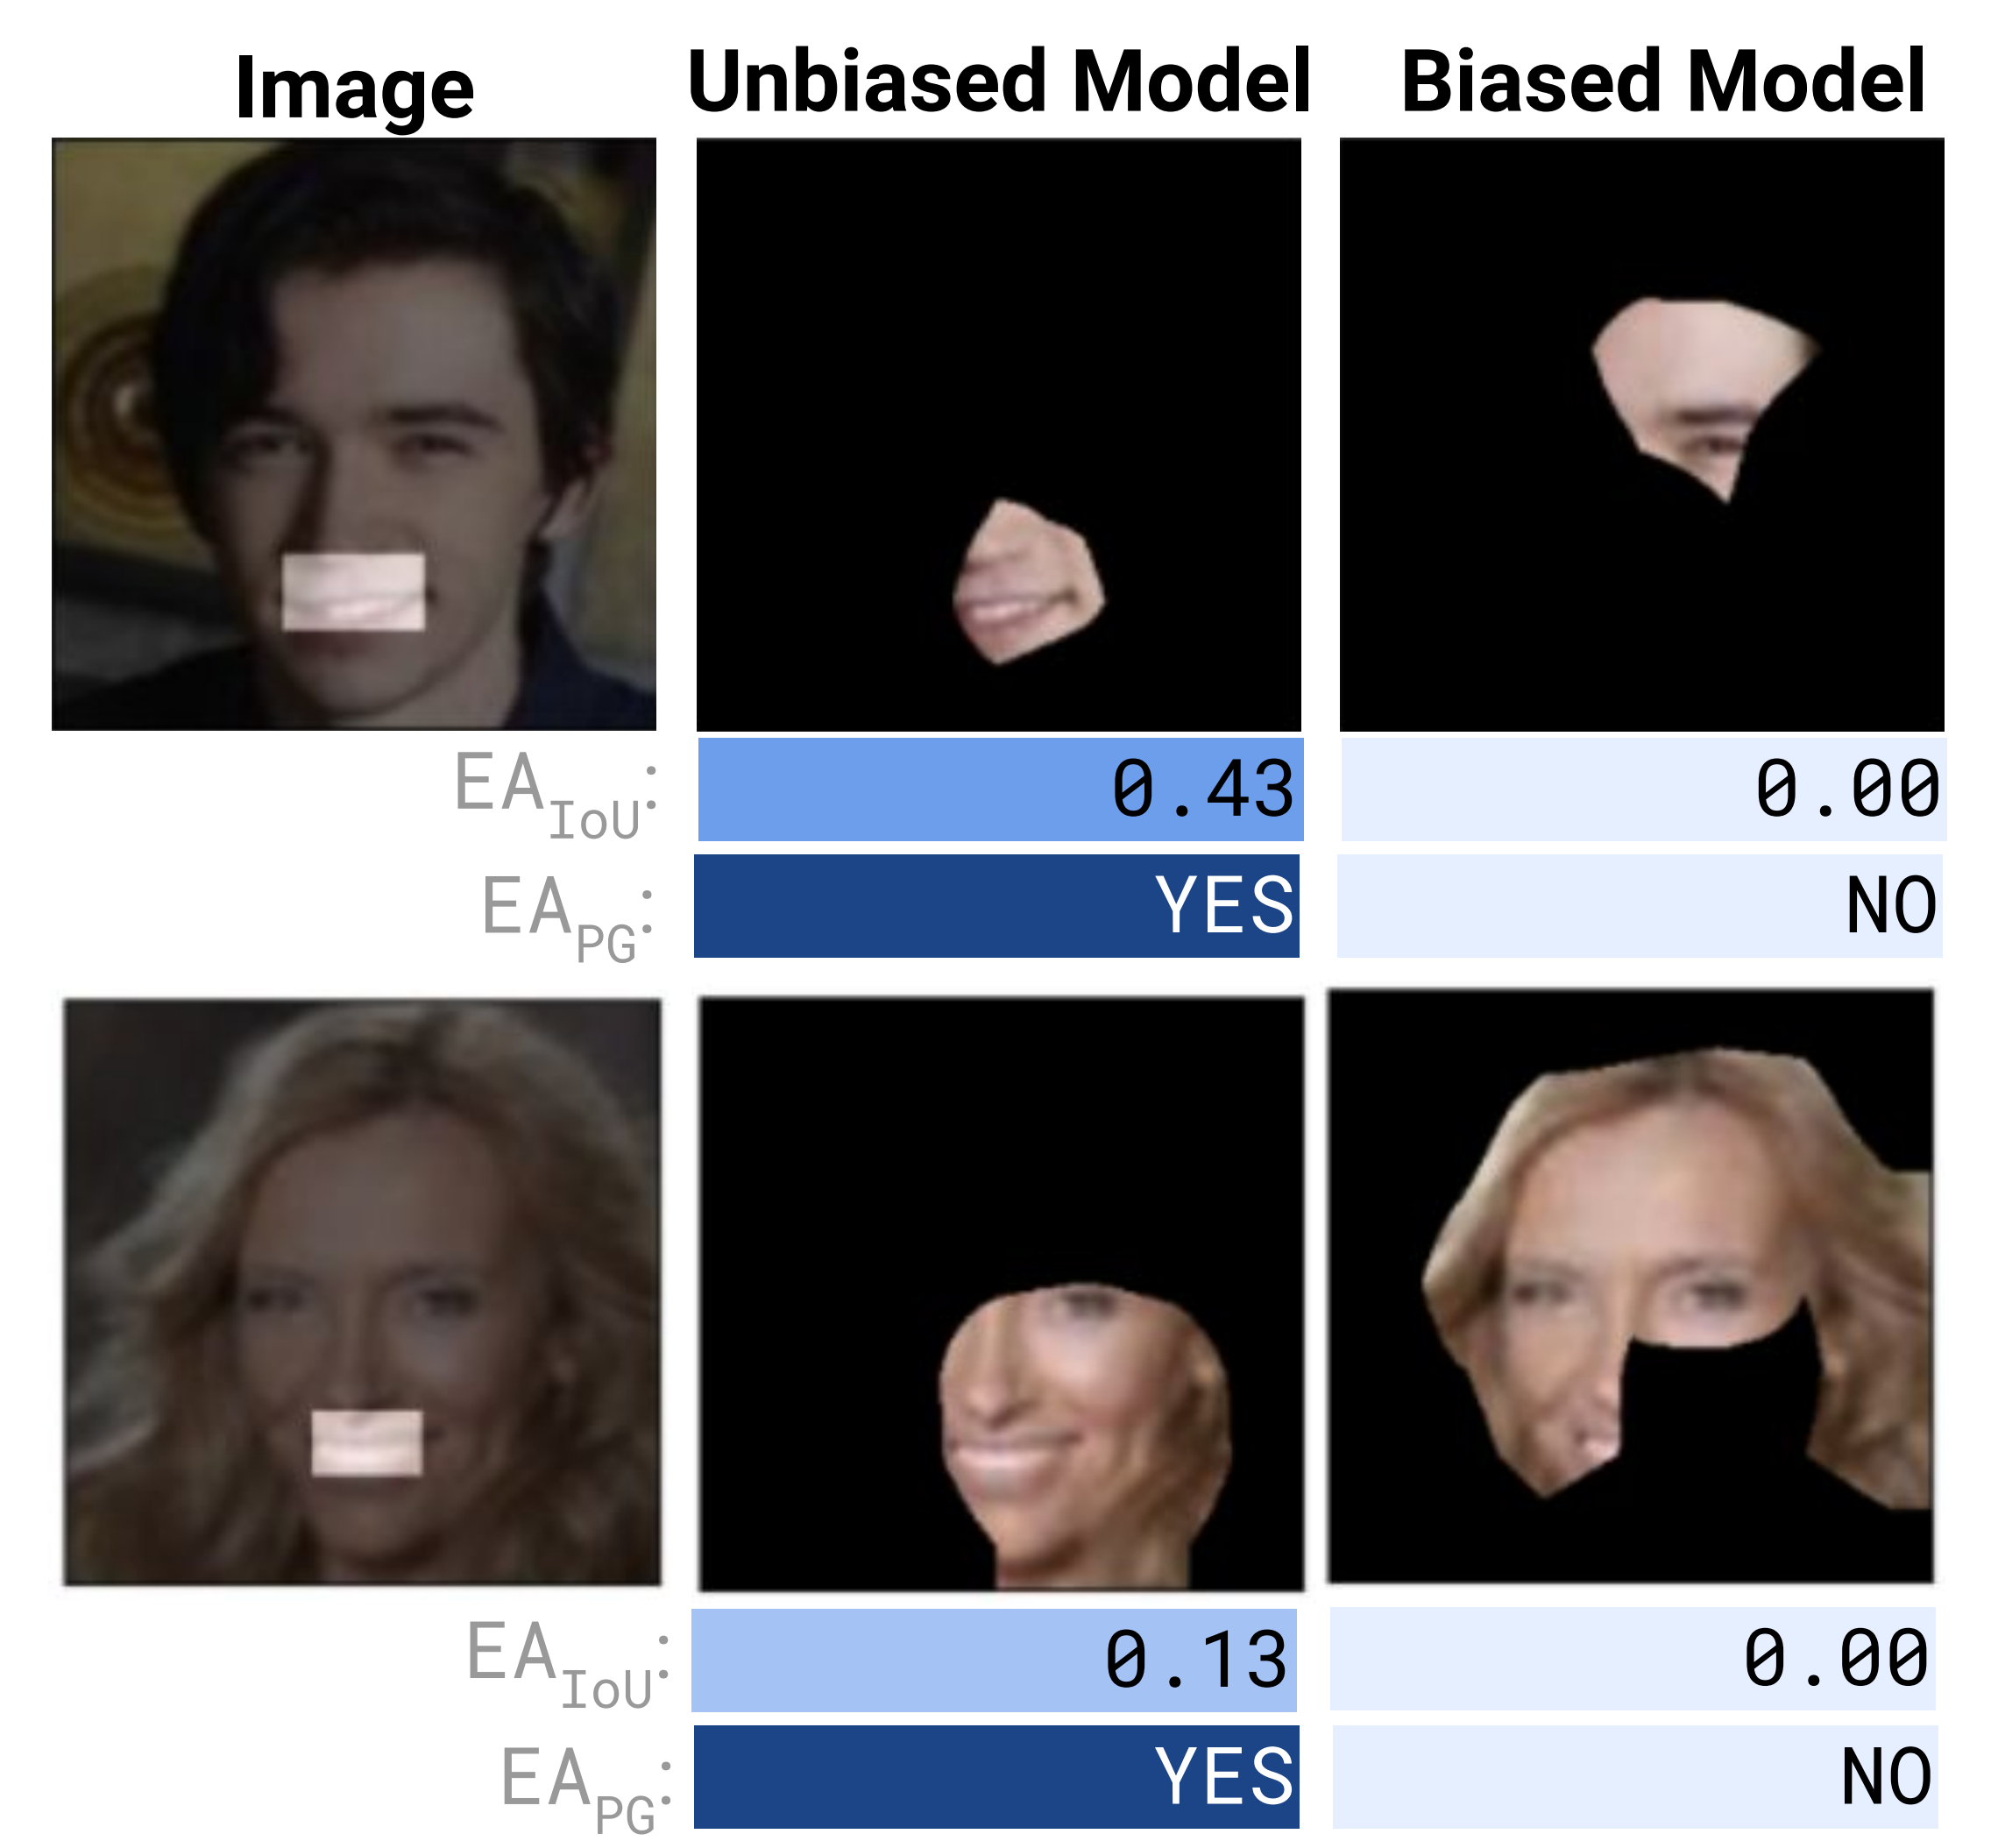 Image Unbiased Model Biased Model
EA_IoU: 0.43 0.00
EA_PG: YES NO
EA_IoU: 0.13 0.00
EA_PG: YES NO